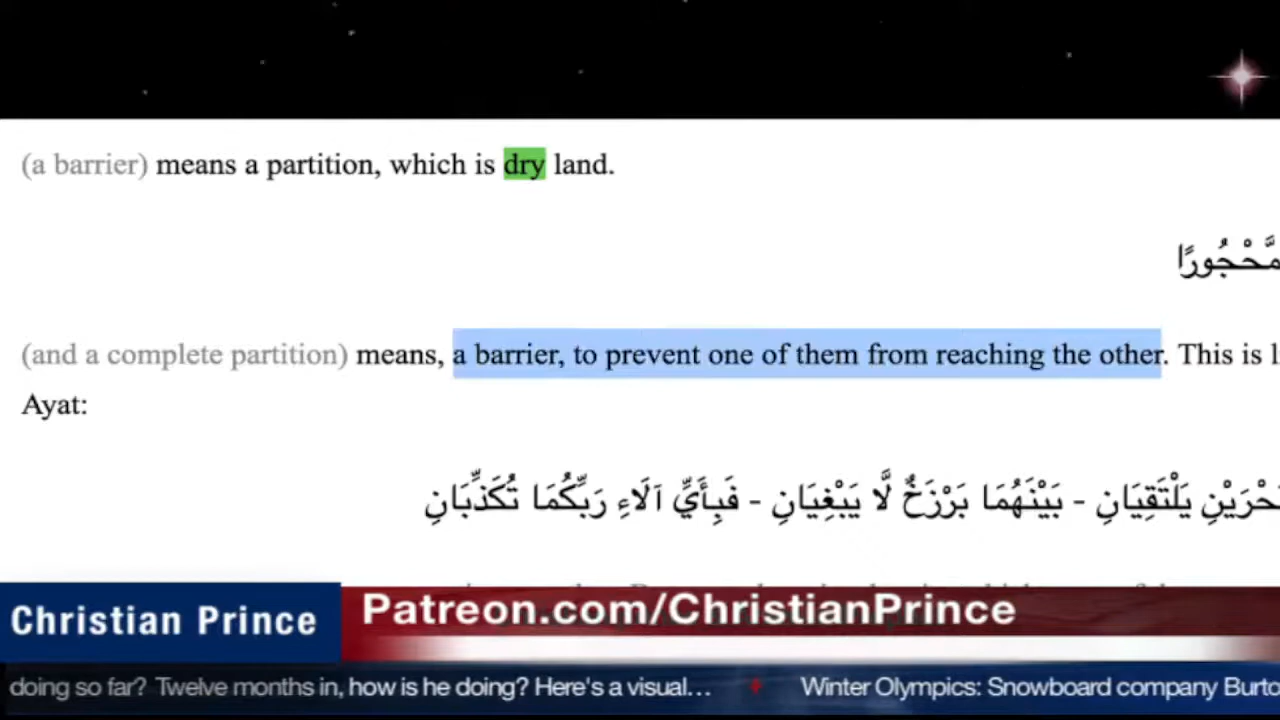 (a barrier) means a partition, which is dry land.
مَّحْجُورًا
(and a complete partition) means, a barrier, to prevent one of them from reaching the other. This is
Ayat:
يَلْتَقِيَانِ - بَيْنَهُمَا بَرْزَخٌ لَّا يَبْغِيَانِ - فَبِأَيِّ آلَاءِ رَبِّكُمَا تُكَذِّبَانِ
Christian Prince
Patreon.com/ChristianPrince
doing so far? Twelve months in, how is he doing? Here's a visual... Winter Olympics: Snowboard company